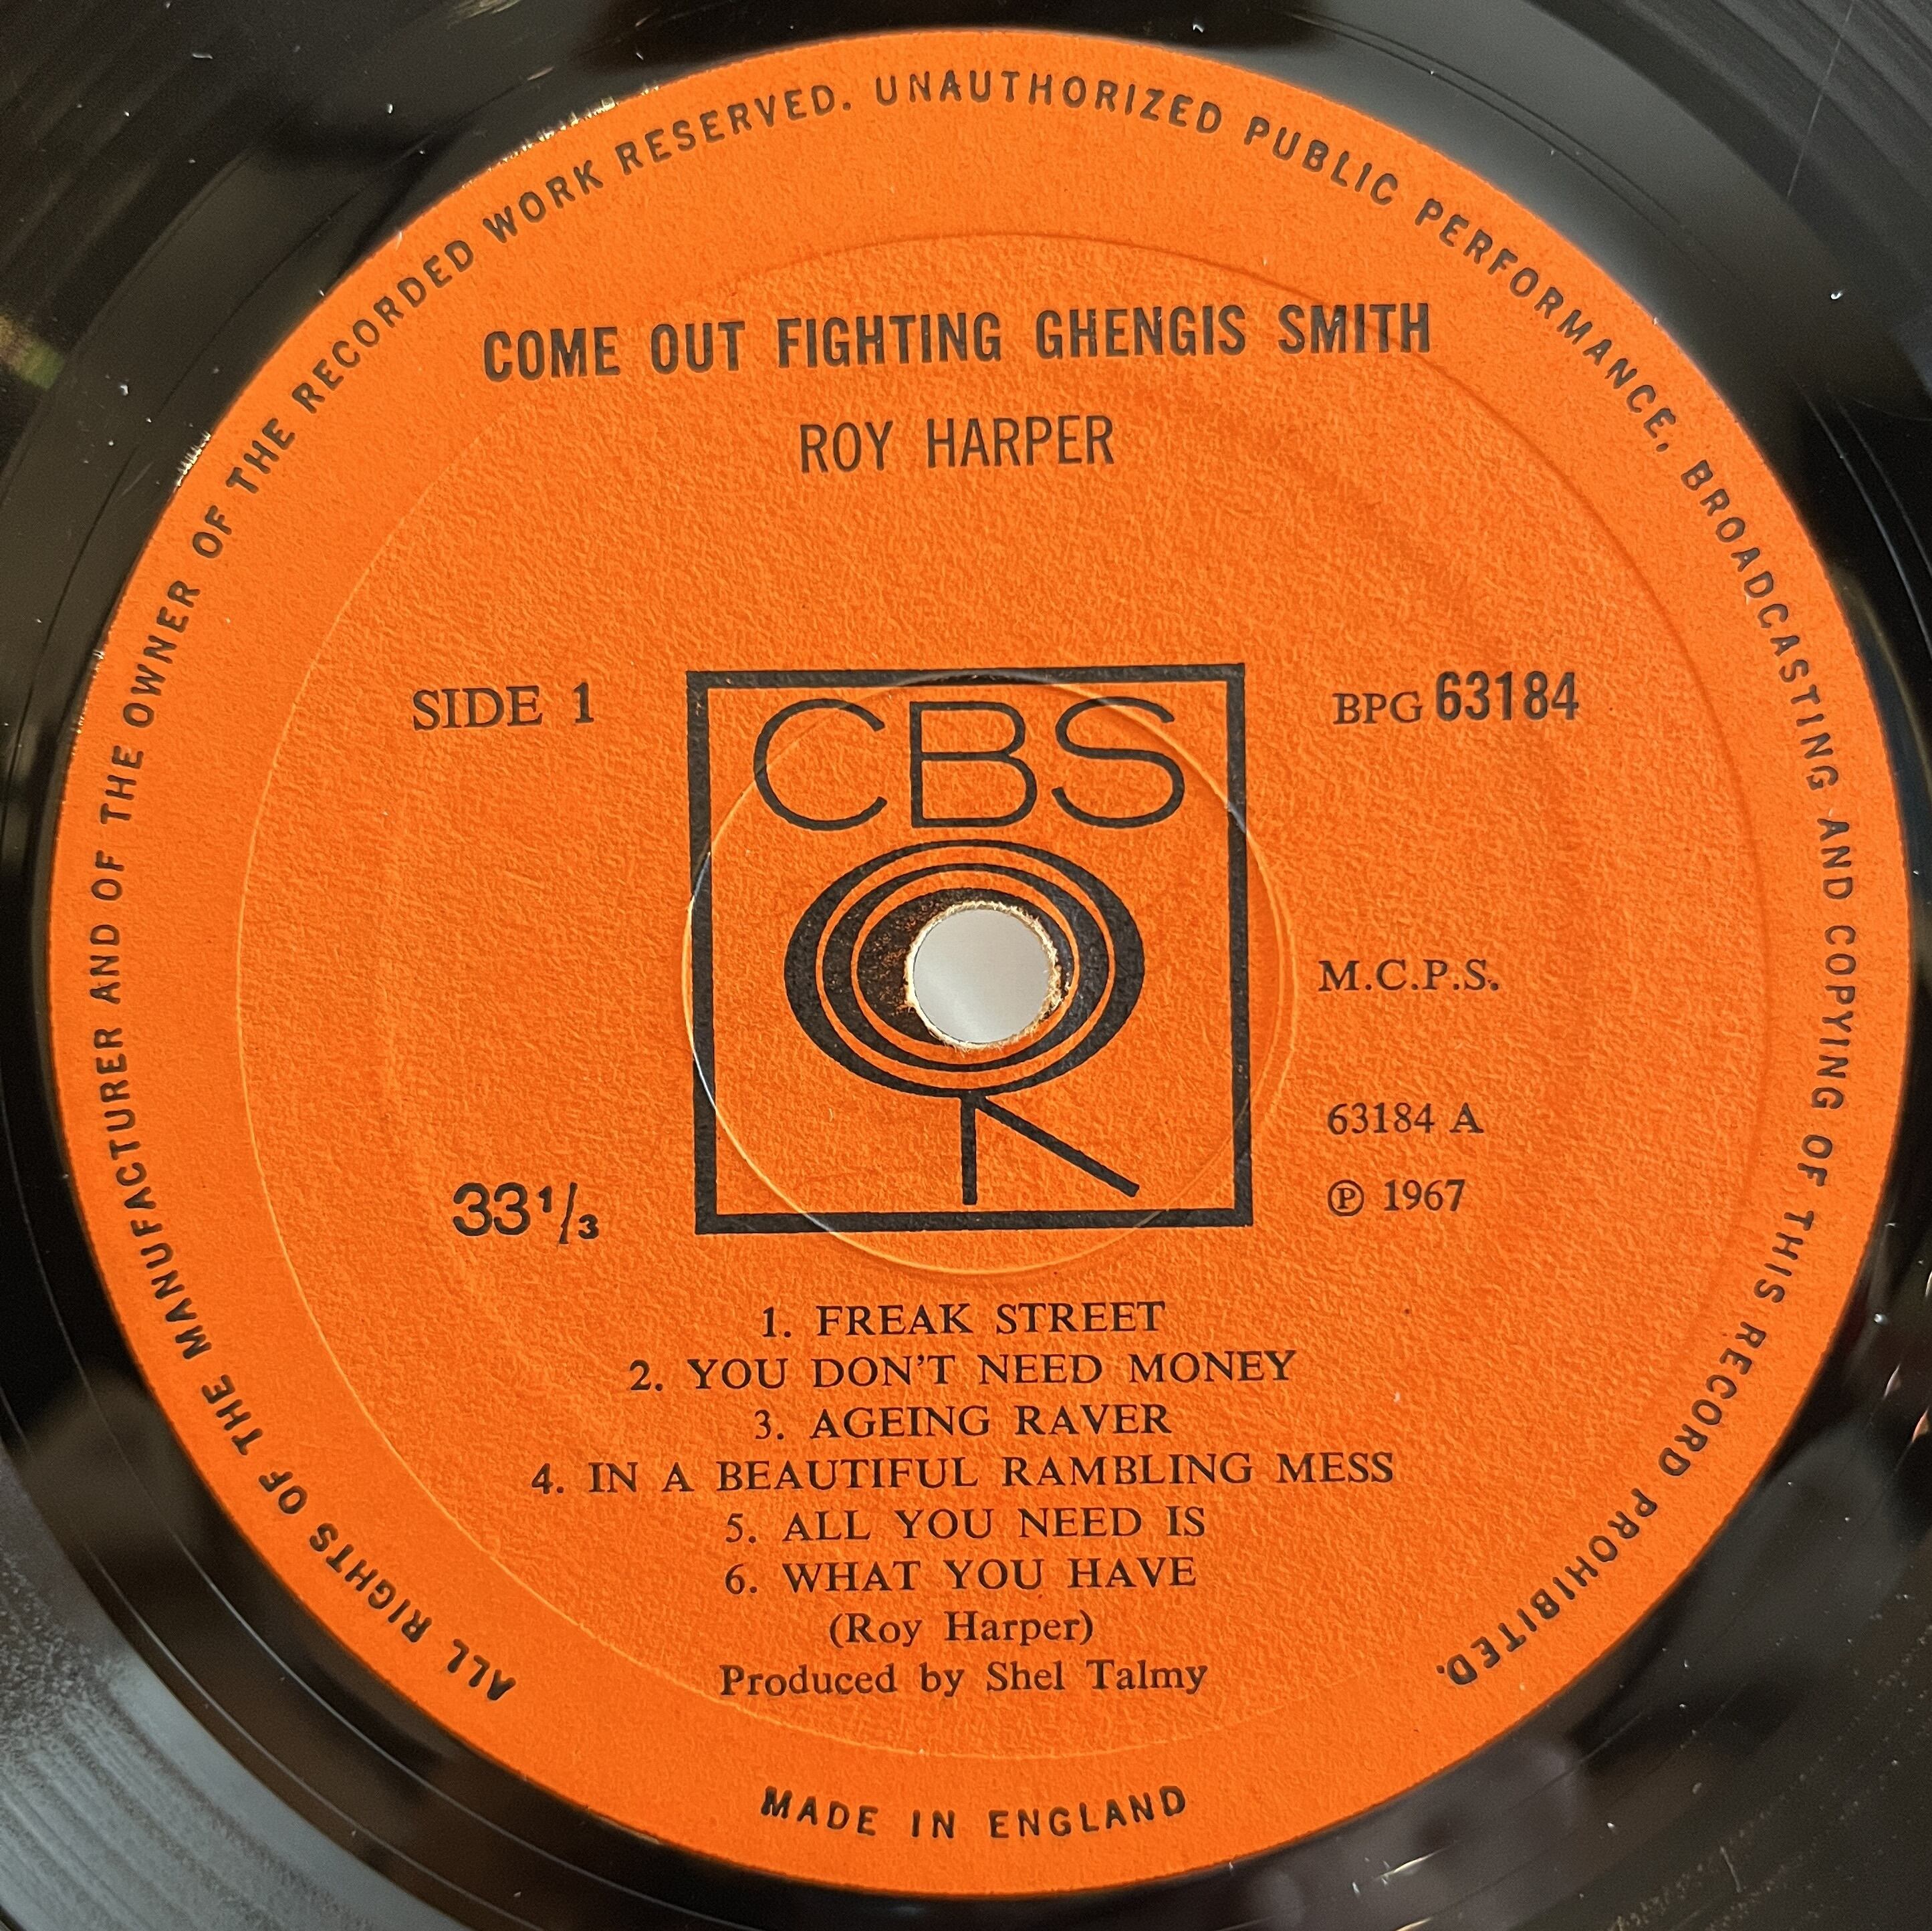 ALL RIGHTS OF THE MANUFACTURER AND OF THE OWNER OF THE RECORDED WORK RESERVED. UNAUTHORIZED PUBLIC PERFORMANCE, BROADCASTING AND COPYING OF THIS RECORD PROHIBITED.
COME OUT FIGHTING GHENGIS SMITH
ROY HARPER
SIDE 1
BPG 63184
CBS
M.C.P.S.
63184 A
33 1/3
℗ 1967
1. FREAK STREET
2. YOU DON'T NEED MONEY
3. AGEING RAVER
4. IN A BEAUTIFUL RAMBLING MESS
5. ALL YOU NEED IS
6. WHAT YOU HAVE
(Roy Harper)
Produced by Shel Talmy
MADE IN ENGLAND